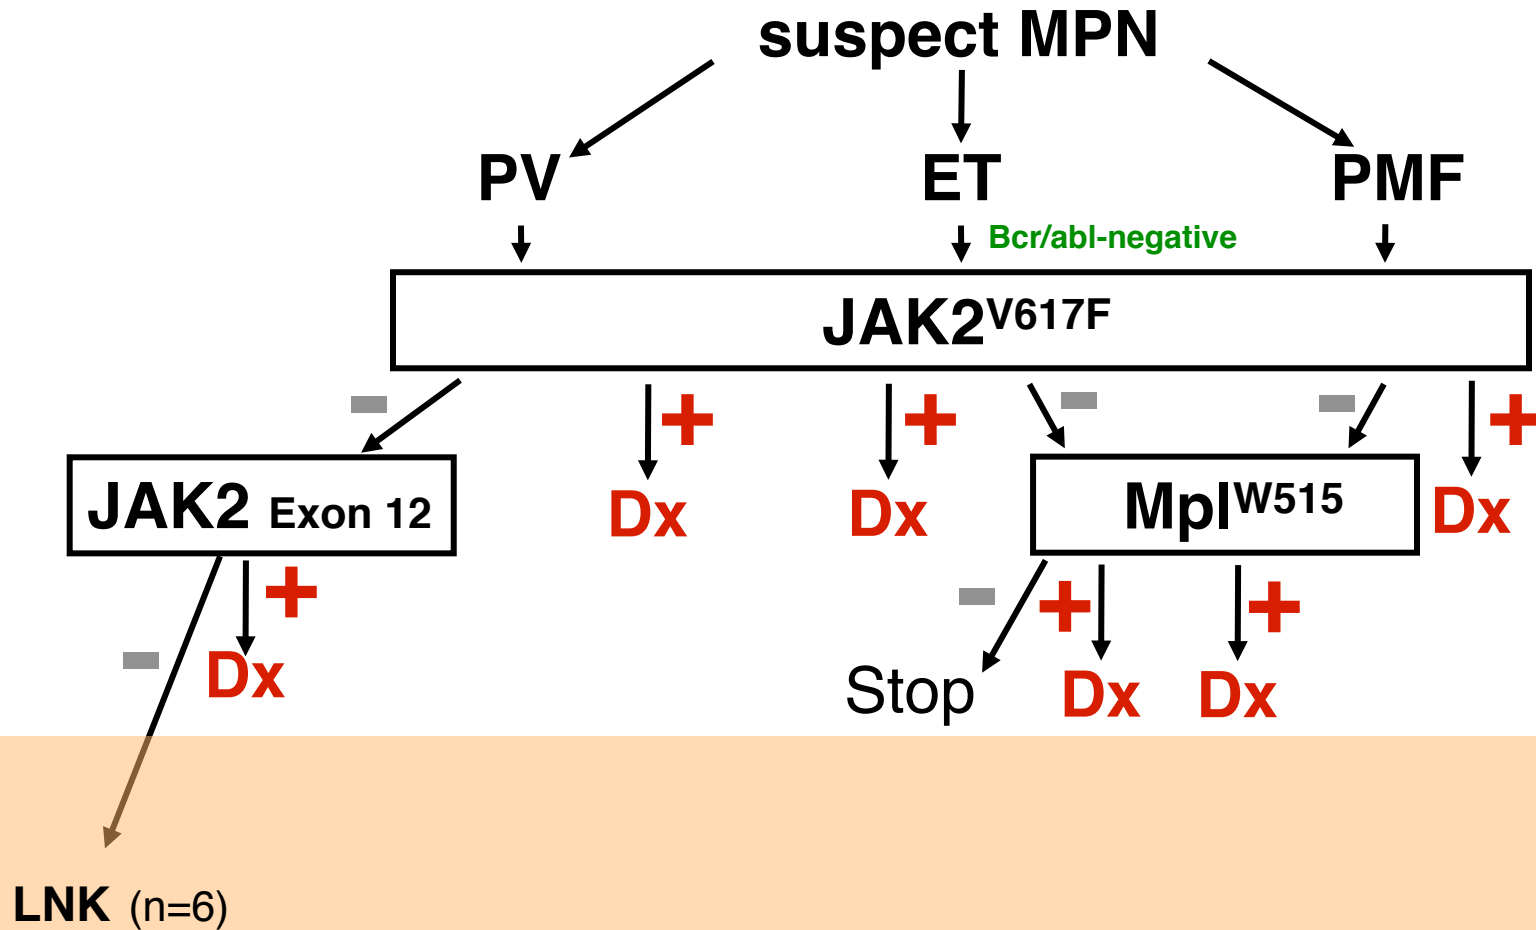 suspect MPN
PV ET PMF
Bcr/abl-negative
JAK2V617F
- + + - - +
JAK2 Exon 12 Dx Dx MplW515 Dx
+ - + +
- Dx Stop Dx Dx
LNK (n=6)